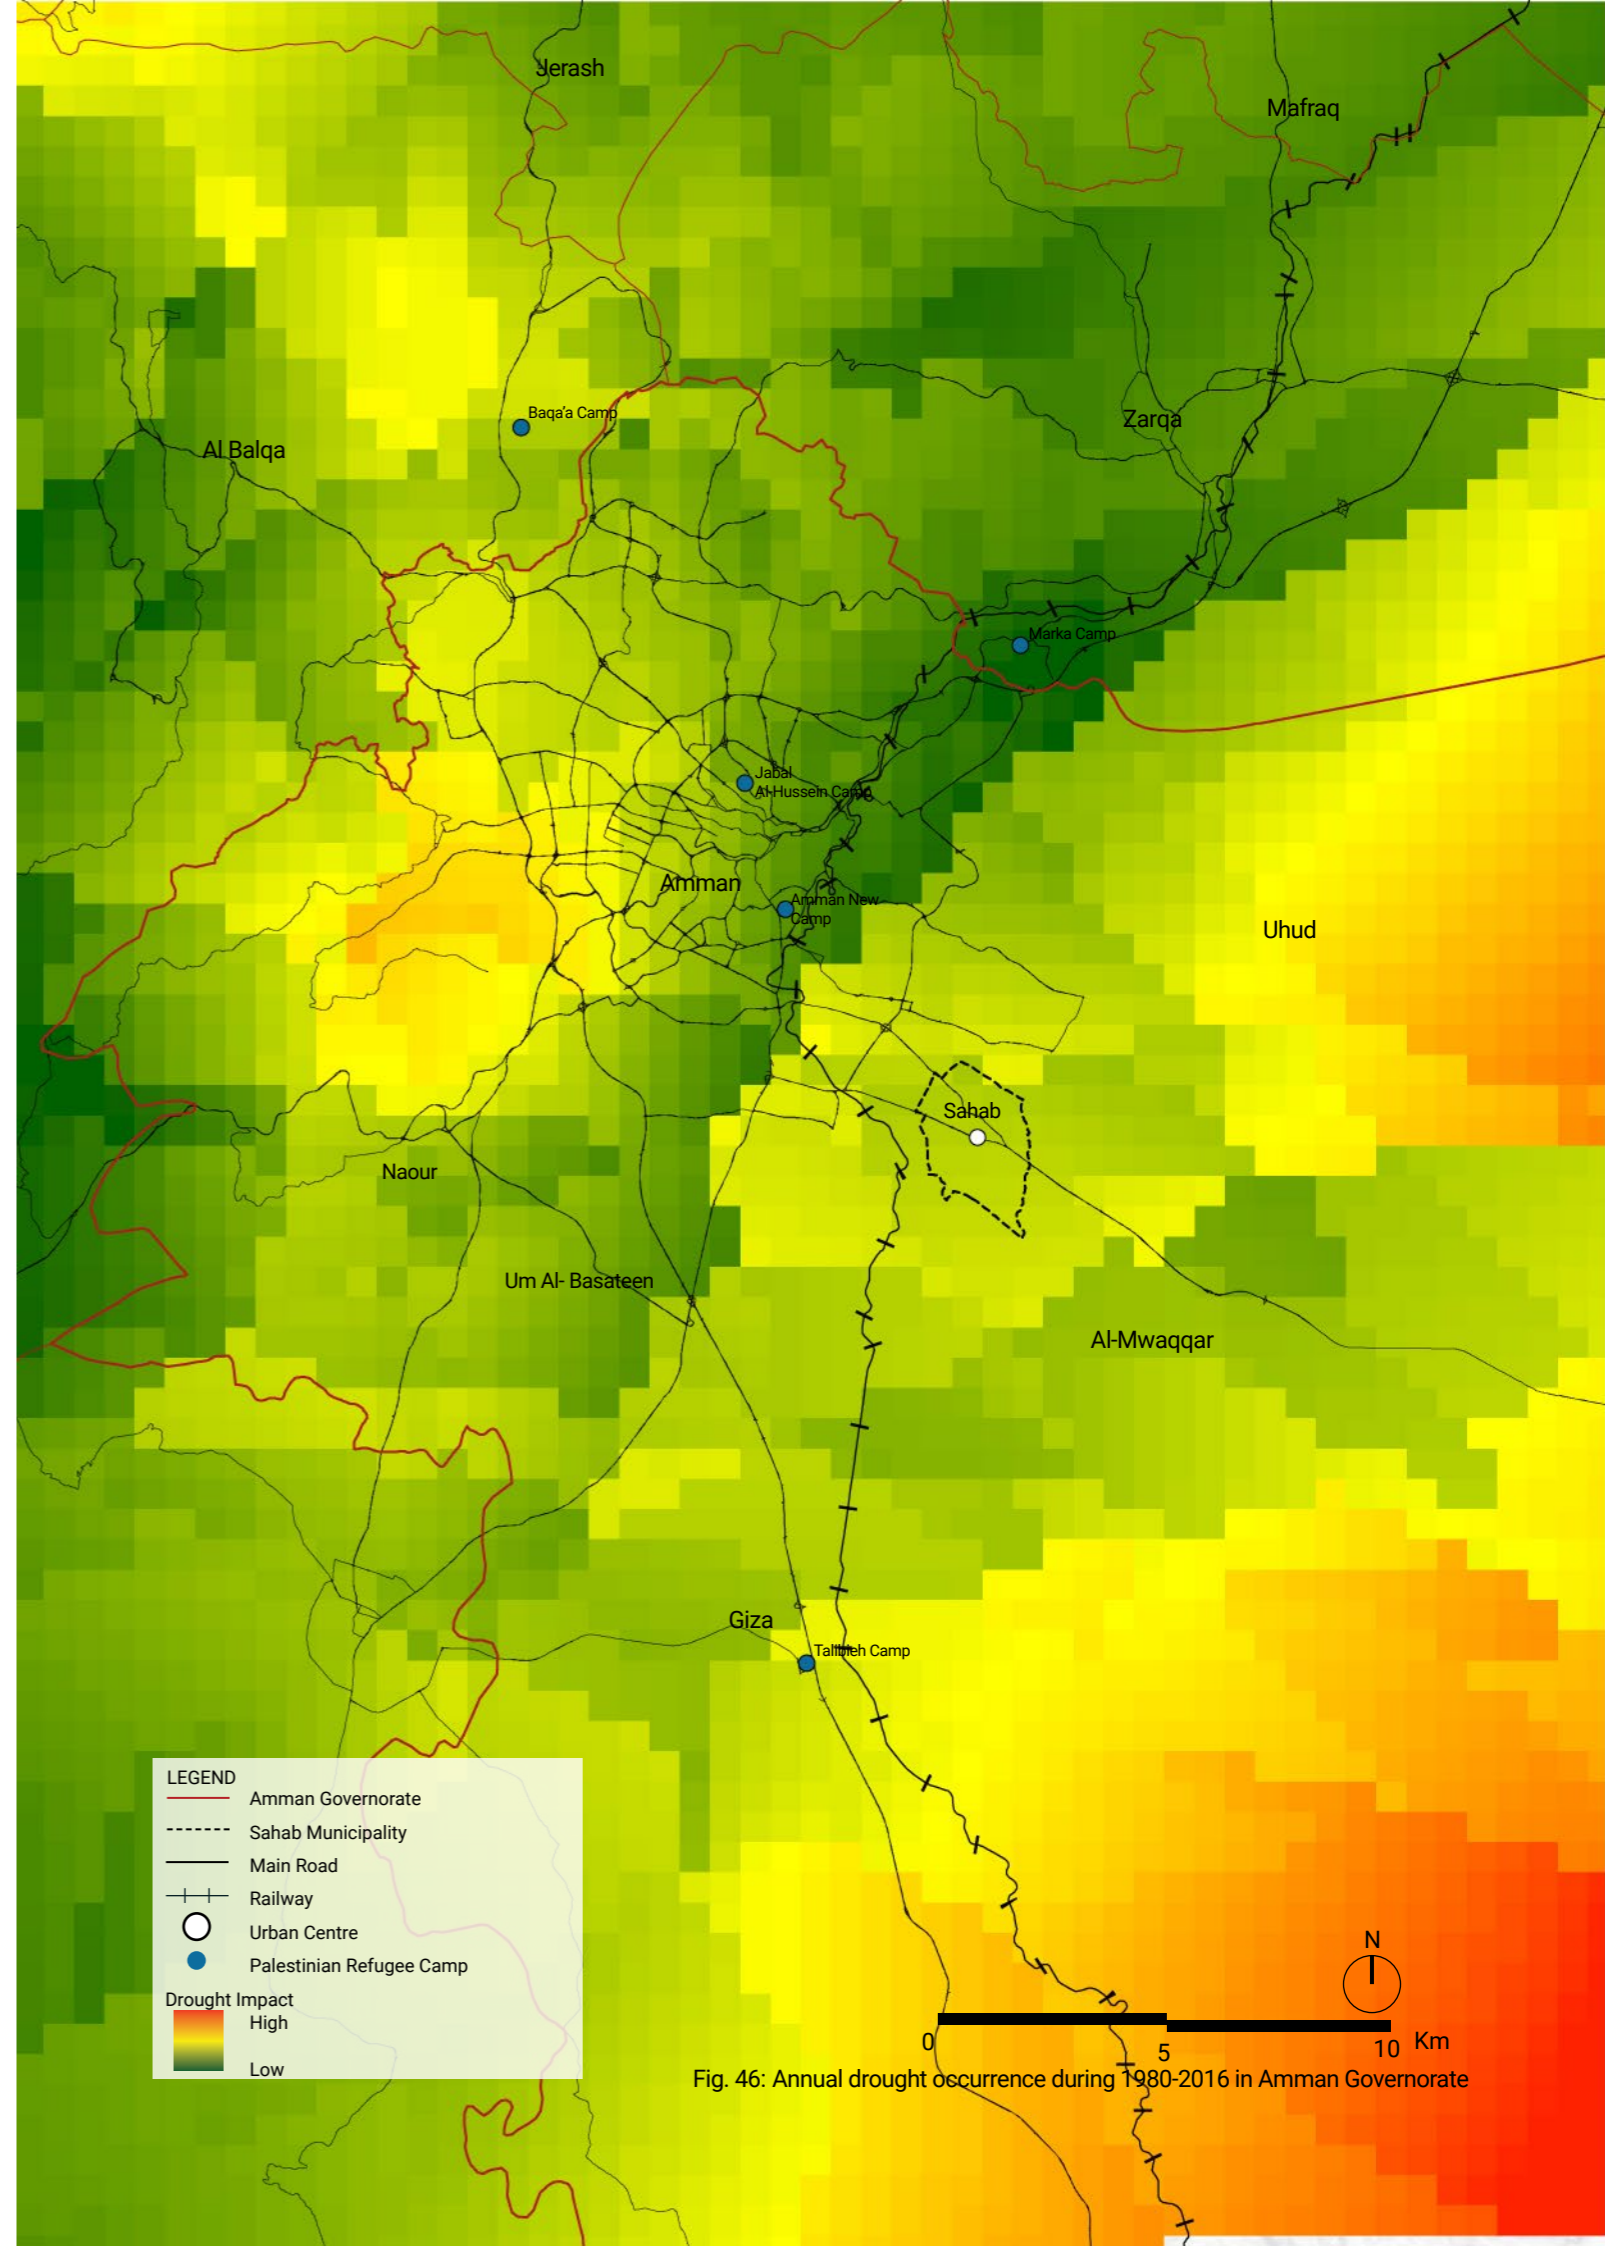 Jerash
Mafraq
Baqa'a Camp
Zarqa
Al Balqa
Marka Camp
Jabal
Al-Hussein Camp
Amman
Amman New
Camp
Uhud
Sahab
Naour
Um Al- Basateen
Al-Mwaqqar
Giza
Talibieh Camp
LEGEND
Amman Governorate
Sahab Municipality
Main Road
Railway
Urban Centre
Palestinian Refugee Camp
Drought Impact
High
Low
N
0 5 10 Km
Fig. 46: Annual drought occurrence during 1980-2016 in Amman Governorate